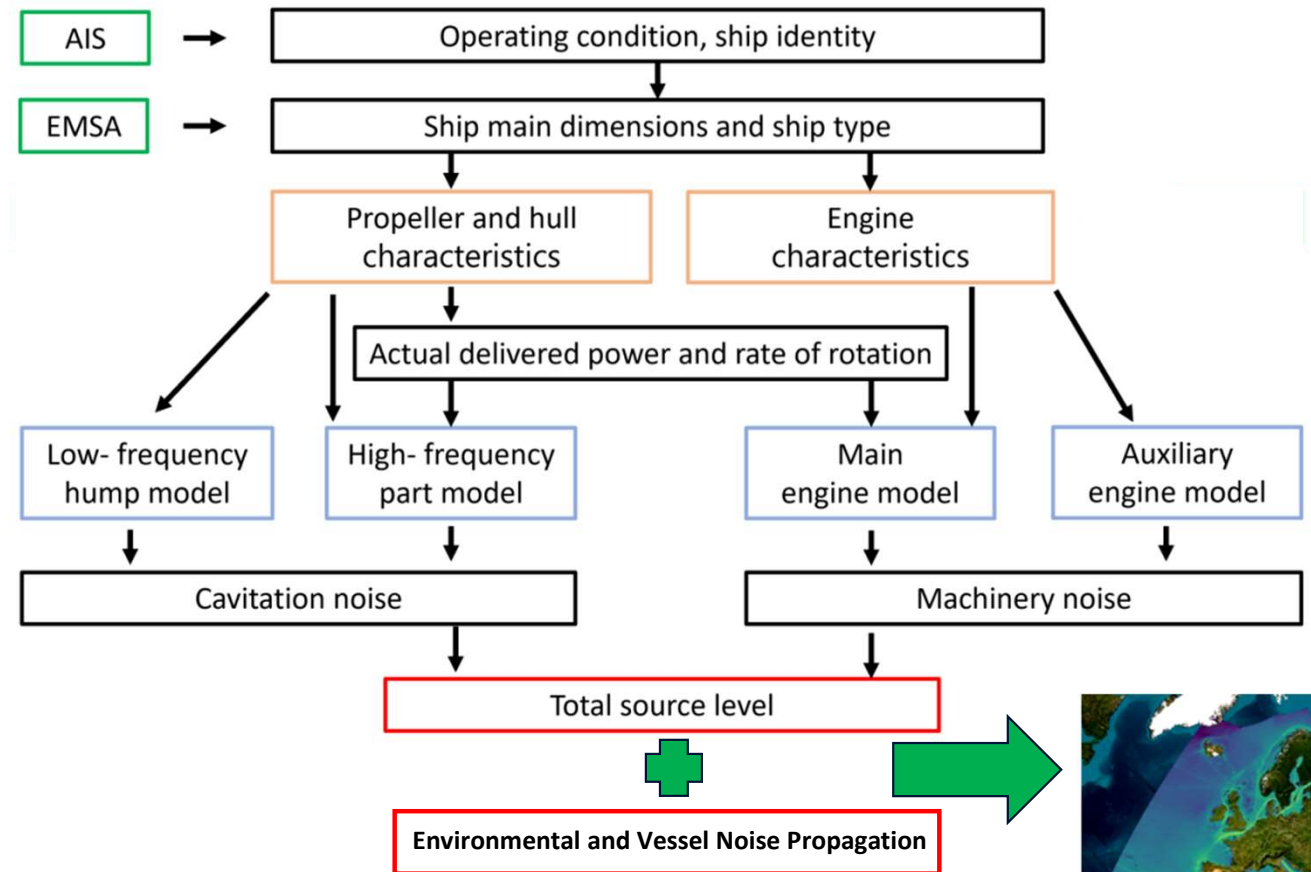 AIS
Operating condition, ship identity
EMSA
Ship main dimensions and ship type
Propeller and hull
characteristics
Engine
characteristics
Actual delivered power and rate of rotation
Low- frequency
hump model
High- frequency
part model
Main
engine model
Auxiliary
engine model
Cavitation noise
Machinery noise
Total source level
Environmental and Vessel Noise Propagation